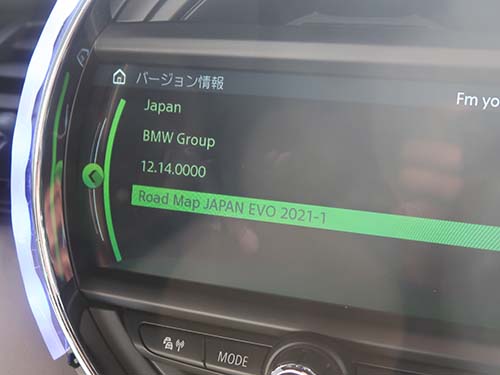 バージョン情報
Fm yo
Japan
BMW Group
12.14.0000
Road Map JAPAN EVO 2021-1
MODE